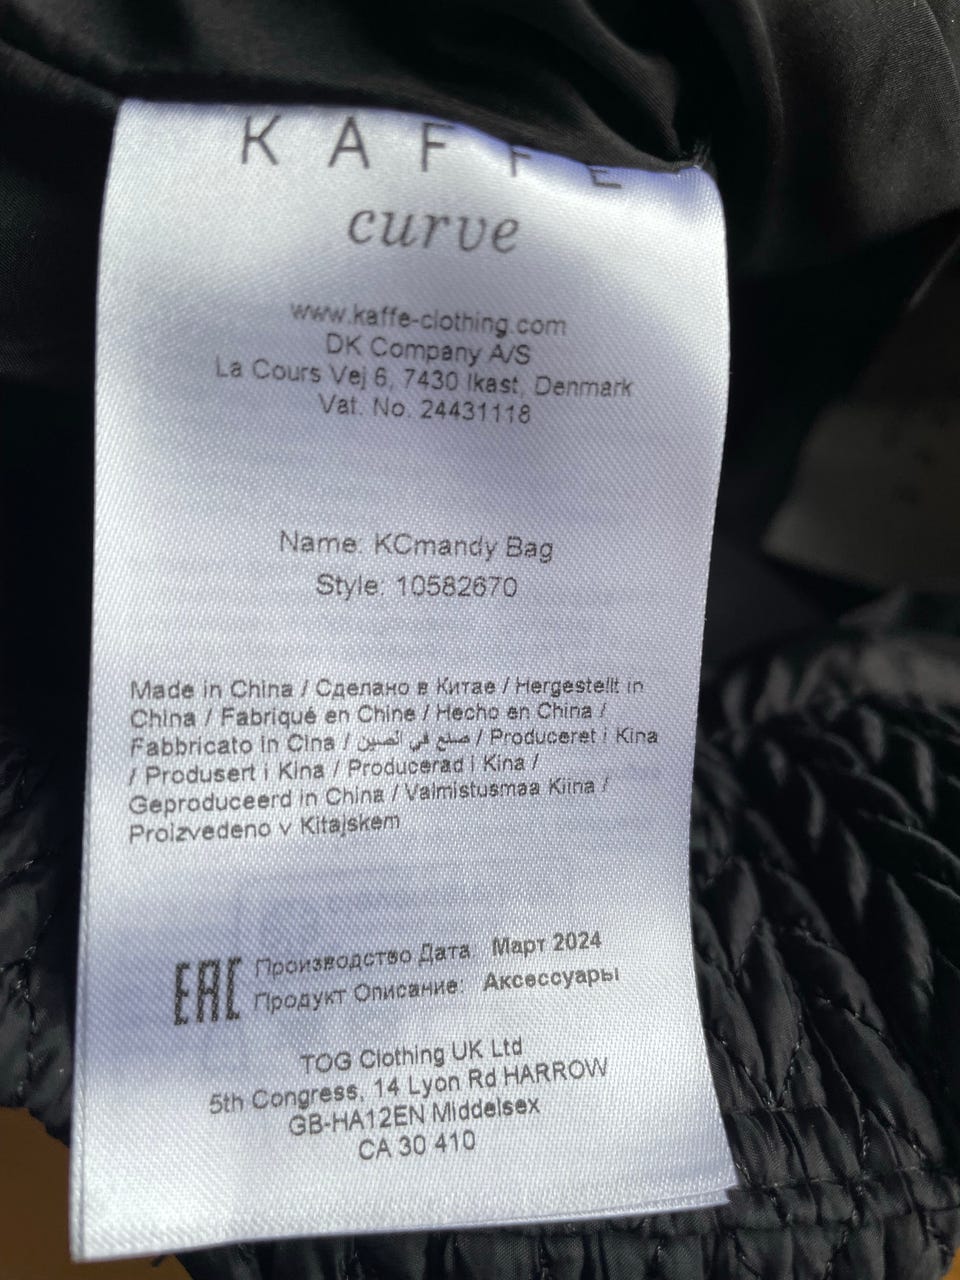 KAFFE
curve
www.kaffe-clothing.com
DK Company A/S
La Cours Vej 6, 7430 Ikast, Denmark
Vat. No. 24431118
Name: KCmandy Bag
Style: 10582670
Made in China / Сделано в Китае / Hergestellt in
China / Fabriqué en Chine / Hecho en China /
Fabbricato in Cina / صنع في الصين / Produceret i Kina
/ Produsert i Kina / Producerad i Kina /
Geproduceerd in China / Valmistusmaa Kiina /
Proizvedeno v Kitajskem
EAC Производство Дата: Март 2024
Продукт Описание: Аксессуары
TOG Clothing UK Ltd
5th Congress, 14 Lyon Rd HARROW
GB-HA12EN Middelsex
CA 30 410